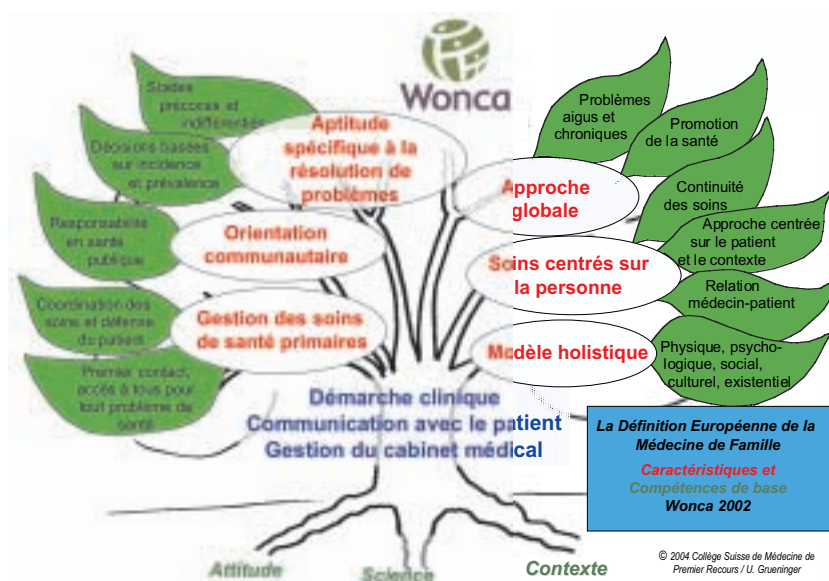 Wonca
Stades
précoces et
indifférenciés
Décisions basées
sur incidence
et prévalence
Responsabilité
en santé
publique
Coordination des
soins et défense
du patient
Premier contact,
accès à tous pour
tout problème de
santé
Aptitude
spécifique à la
résolution de
problèmes
Orientation
communautaire
Gestion des soins
de santé primaires
Approche
globale
Soins centrés sur
la personne
Modèle holistique
Problèmes
aigus et
chroniques
Promotion
de la santé
Continuité
des soins
Approche centrée
sur le patient
et le contexte
Relation
médecin-patient
Physique, psycho-
logique, social,
culturel, existentiel
Démarche clinique
Communication avec le patient
Gestion du cabinet médical
La Définition Européenne de la
Médecine de Famille
Caractéristiques et
Compétences de base
Wonca 2002
Attitude
Science
Contexte
© 2004 Collège Suisse de Médecine de
Premier Recours / U. Grueninger